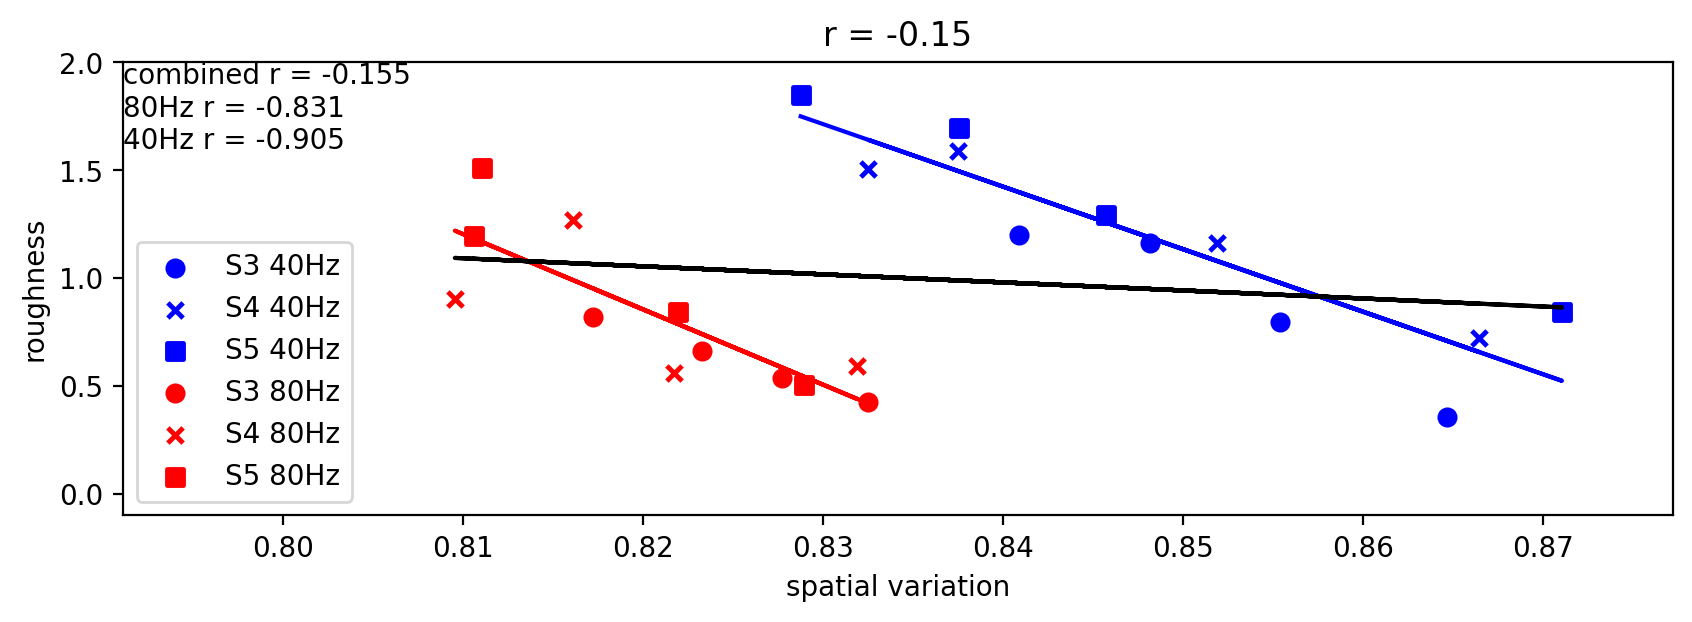 r = -0.15
combined r = -0.155
80Hz r = -0.831
40Hz r = -0.905
2.0
1.5
1.0
0.5
0.0
roughness
S3 40Hz
S4 40Hz
S5 40Hz
S3 80Hz
S4 80Hz
S5 80Hz
0.80 0.81 0.82 0.83 0.84 0.85 0.86 0.87
spatial variation